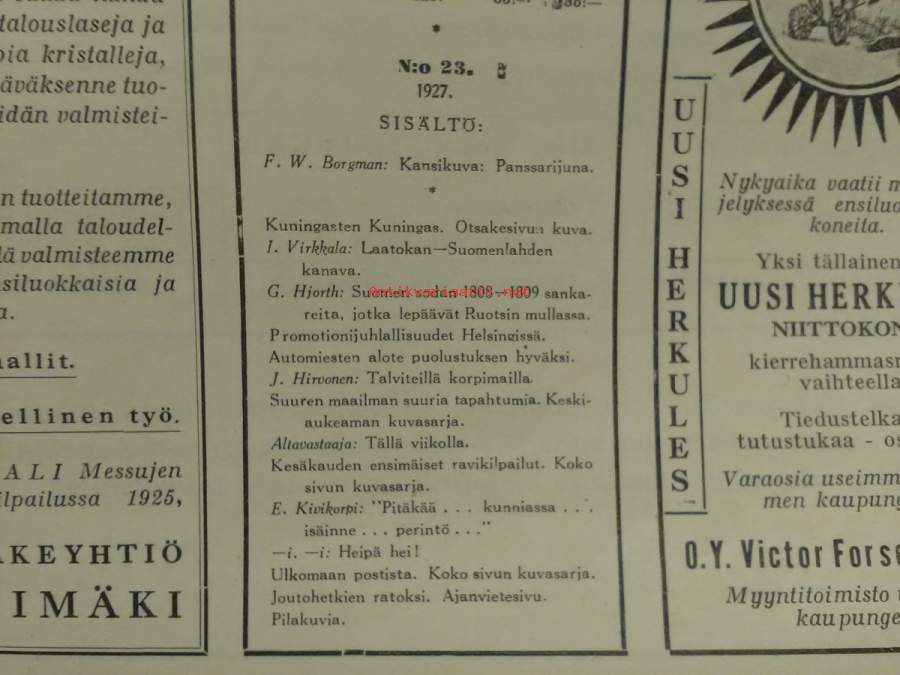 talouslaseja ja
kristalleja,
äväksenne tuo-
idän valmistei-
n tuotteitamme,
malla taloudel-
lä valmisteemme
siluokkaisia ja
a.
allit.
ellinen työ.
ALI Messujen
ilpailussa 1925,
AKEYHTIÖ
IMÄKI
*
N:o 23.
1927.
SISÄLTÖ:
F. W. Borgman: Kansikuva: Panssarijuna.
*
Kuningasten Kuningas. Otsakesivun kuva.
I. Virkkala: Laatokan—Suomenlahden
kanava.
G. Hjorth: Suomen sodan 1808—1809 sanka-
reita, jotka lepäävät Ruotsin mullassa.
Promotionijuhlallisuudet Helsingissä.
Automiesten alote puolustuksen hyväksi.
J. Hirvonen: Talviteillä korpimailla.
Suuren maailman suuria tapahtumia. Keski-
aukeaman kuvasarja.
Altavastaaja: Tällä viikolla.
Kesäkauden ensimäiset ravikilpailut. Koko
sivun kuvasarja.
E. Kivikorpi: "Pitäkää . . . kunniassa . . .
isäinne . . . perintö . . ."
—i. —i: Heipä hei!
Ulkomaan postista. Koko sivun kuvasarja.
Joutohetkien ratoksi. Ajanvietesivu.
Pilakuvia.
UUSI HERKULES
Nykyaika vaatii m
jelyksessä ensiluo
koneita.
Yksi tällainen
UUSI HERK
NIITTOKON
kierrehammasr
vaihteella
Tiedustelka
tutustukaa - os
Varaosia useimm
men kaupung
O.Y. Victor Forse
Myyntitoimisto
kaupunge